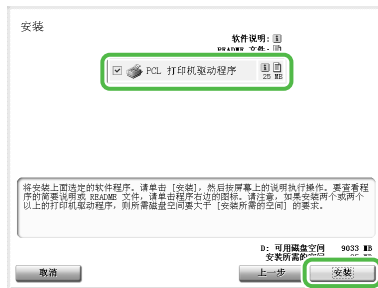 安装
软件说明:
README 文件:
PCL 打印机驱动程序
25 MB
将安装上面选定的软件程序。请单击 [安装]，然后按屏幕上的说明执行操作。要查看程
序的简要说明或 README 文件，请单击程序右边的图标。请注意，如果安装两个或两个
以上的打印机驱动程序，则所需磁盘空间要大于 [安装所需的空间] 的要求。
D: 可用磁盘空间 9033 MB
安装所需的空间 25 MB
取消
上一步
安装